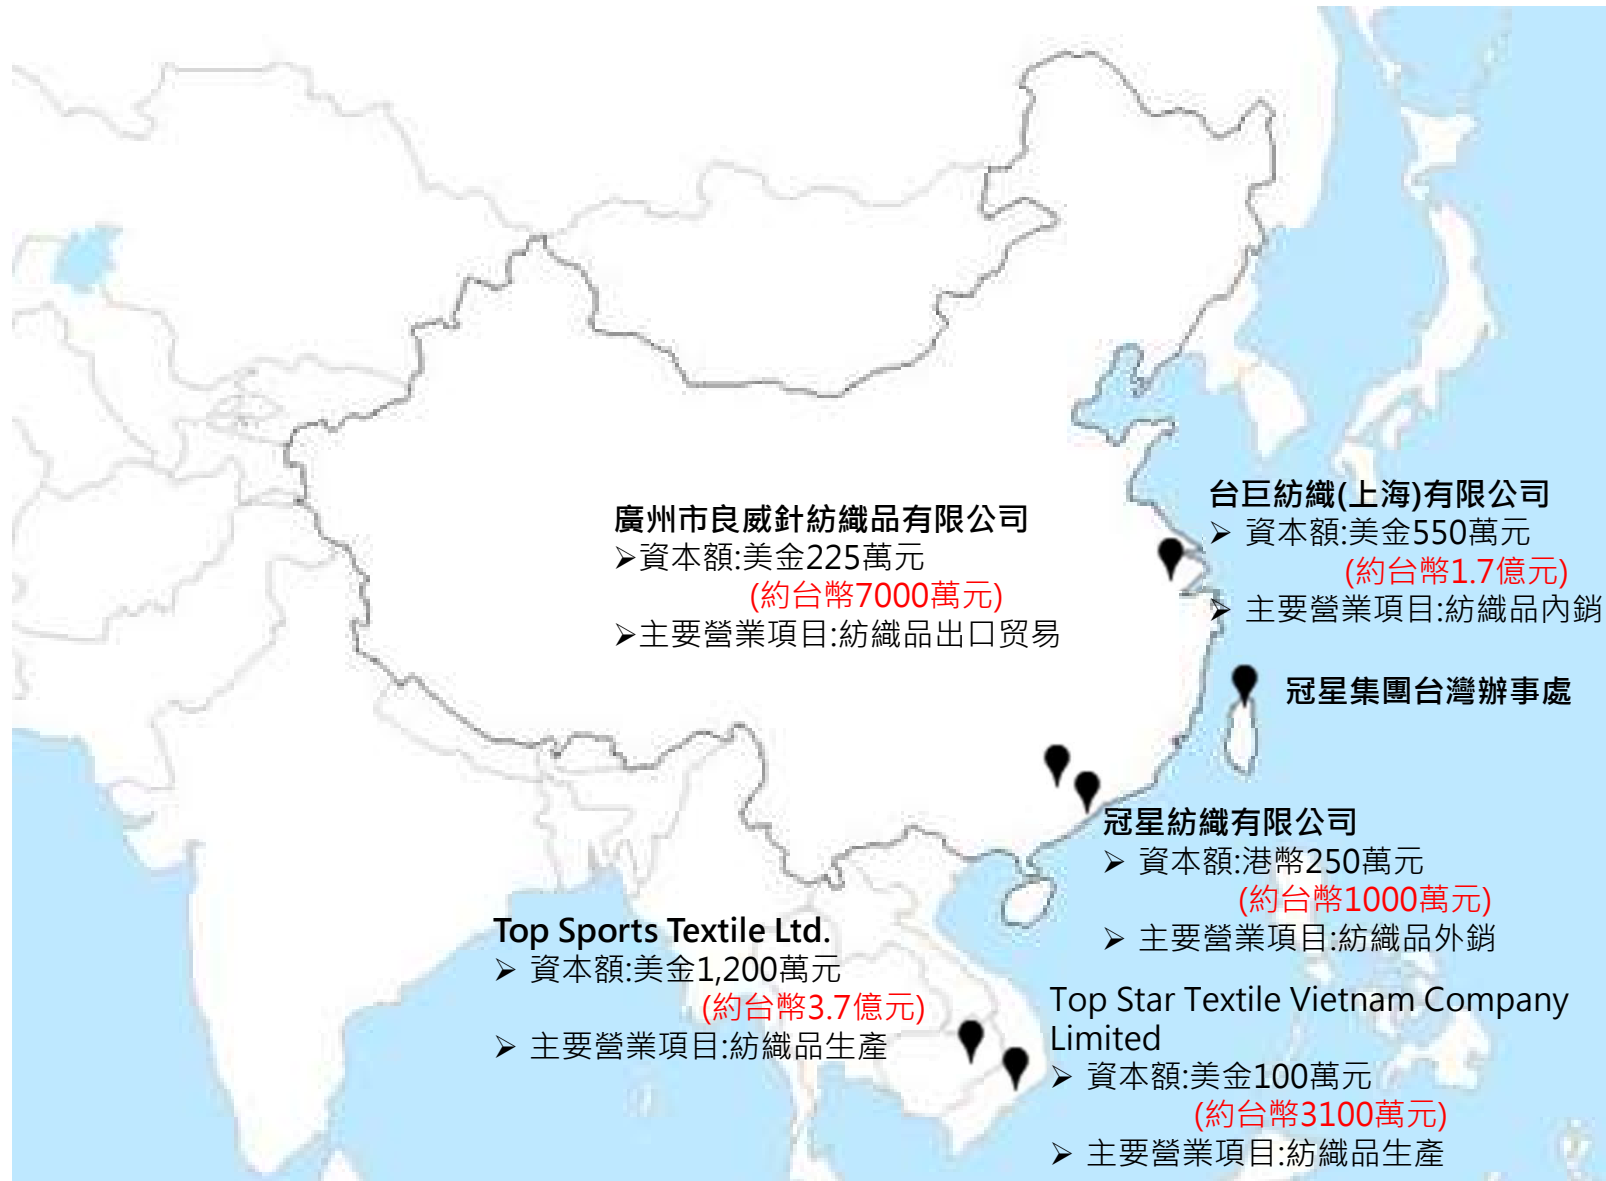 台巨紡織(上海)有限公司
➢ 資本額:美金550萬元
(約台幣1.7億元)
➢ 主要營業項目:紡織品內銷
廣州市良威針紡織品有限公司
➢資本額:美金225萬元
(約台幣7000萬元)
➢主要營業項目:紡織品出口贸易
冠星集團台灣辦事處
冠星紡織有限公司
➢ 資本額:港幣250萬元
(約台幣1000萬元)
➢ 主要營業項目:紡織品外銷
Top Sports Textile Ltd.
➢ 資本額:美金1,200萬元
(約台幣3.7億元)
➢ 主要營業項目:紡織品生產
Top Star Textile Vietnam Company
Limited
➢ 資本額:美金100萬元
(約台幣3100萬元)
➢ 主要營業項目:紡織品生產